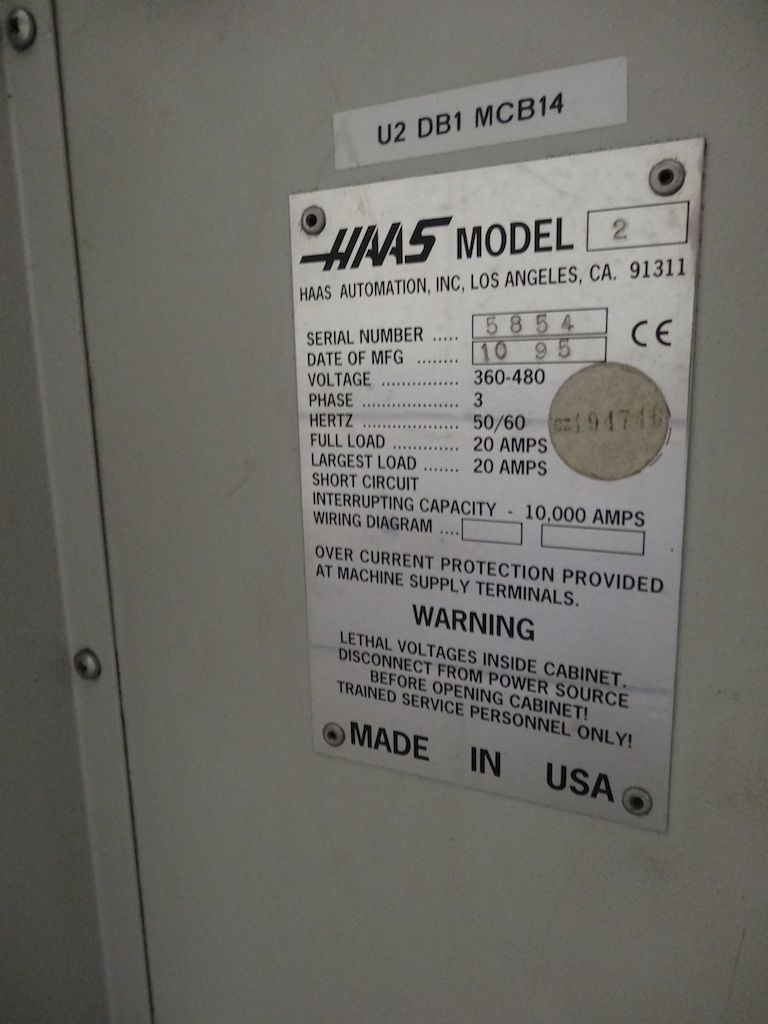 U2 DB1 MCB14
HAAS MODEL 2
HAAS AUTOMATION, INC, LOS ANGELES, CA. 91311
SERIAL NUMBER ..... 5854
CE
DATE OF MFG ........ 10 95
VOLTAGE ............... 360-480
PHASE ................... 3
HERTZ ................... 50/60
FULL LOAD ............. 20 AMPS
LARGEST LOAD ....... 20 AMPS
SHORT CIRCUIT
INTERRUPTING CAPACITY - 10,000 AMPS
WIRING DIAGRAM ....
OVER CURRENT PROTECTION PROVIDED
AT MACHINE SUPPLY TERMINALS.
WARNING
LETHAL VOLTAGES INSIDE CABINET.
DISCONNECT FROM POWER SOURCE
BEFORE OPENING CABINET!
TRAINED SERVICE PERSONNEL ONLY!
MADE IN USA